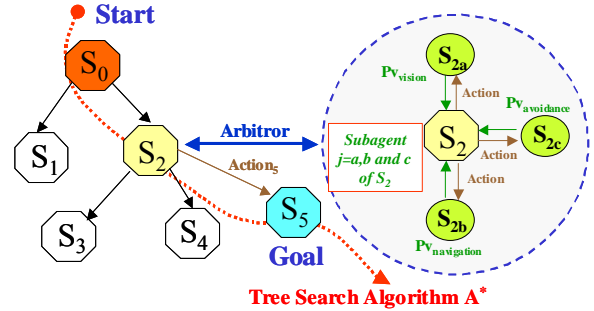 Start
S0
S1
S2
Arbitror
Action5
S3
S4
S5
Goal
Tree Search Algorithm A*
S2a
Pvvision
Action
Pvavoidance
Subagent
j=a,b and c
of S2
S2
S2c
Action
Action
S2b
Pvnavigation